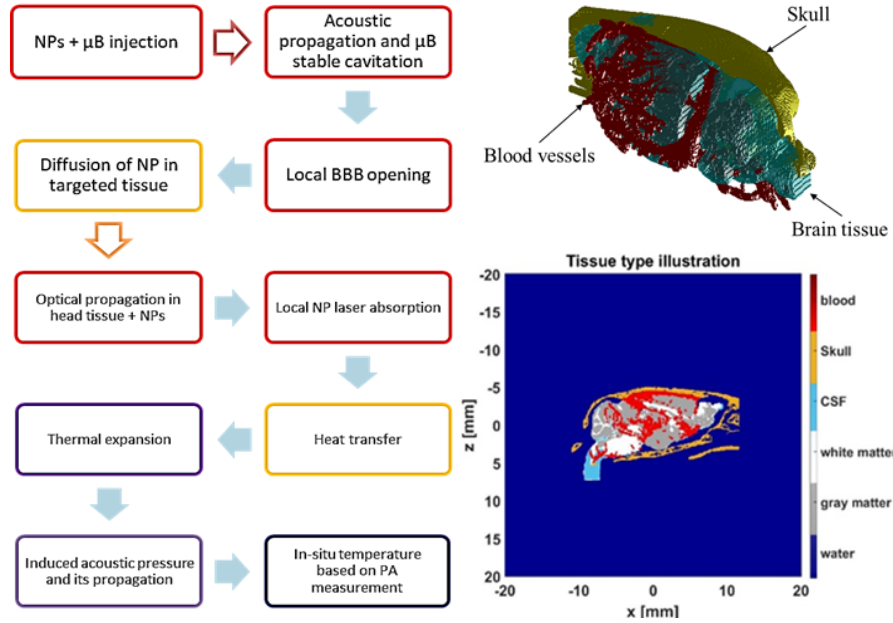 NPs + µB injection
Acoustic
propagation and µB
stable cavitation
Diffusion of NP in
targeted tissue
Local BBB opening
Optical propagation in
head tissue + NPs
Local NP laser absorption
Thermal expansion
Heat transfer
Induced acoustic pressure
and its propagation
In-situ temperature
based on PA
measurement
Skull
Blood vessels
Brain tissue
Tissue type illustration
-20
-15
-10
-5
0
5
10
15
20
z [mm]
-20
-10
0
10
20
x [mm]
blood
Skull
CSF
white matter
gray matter
water